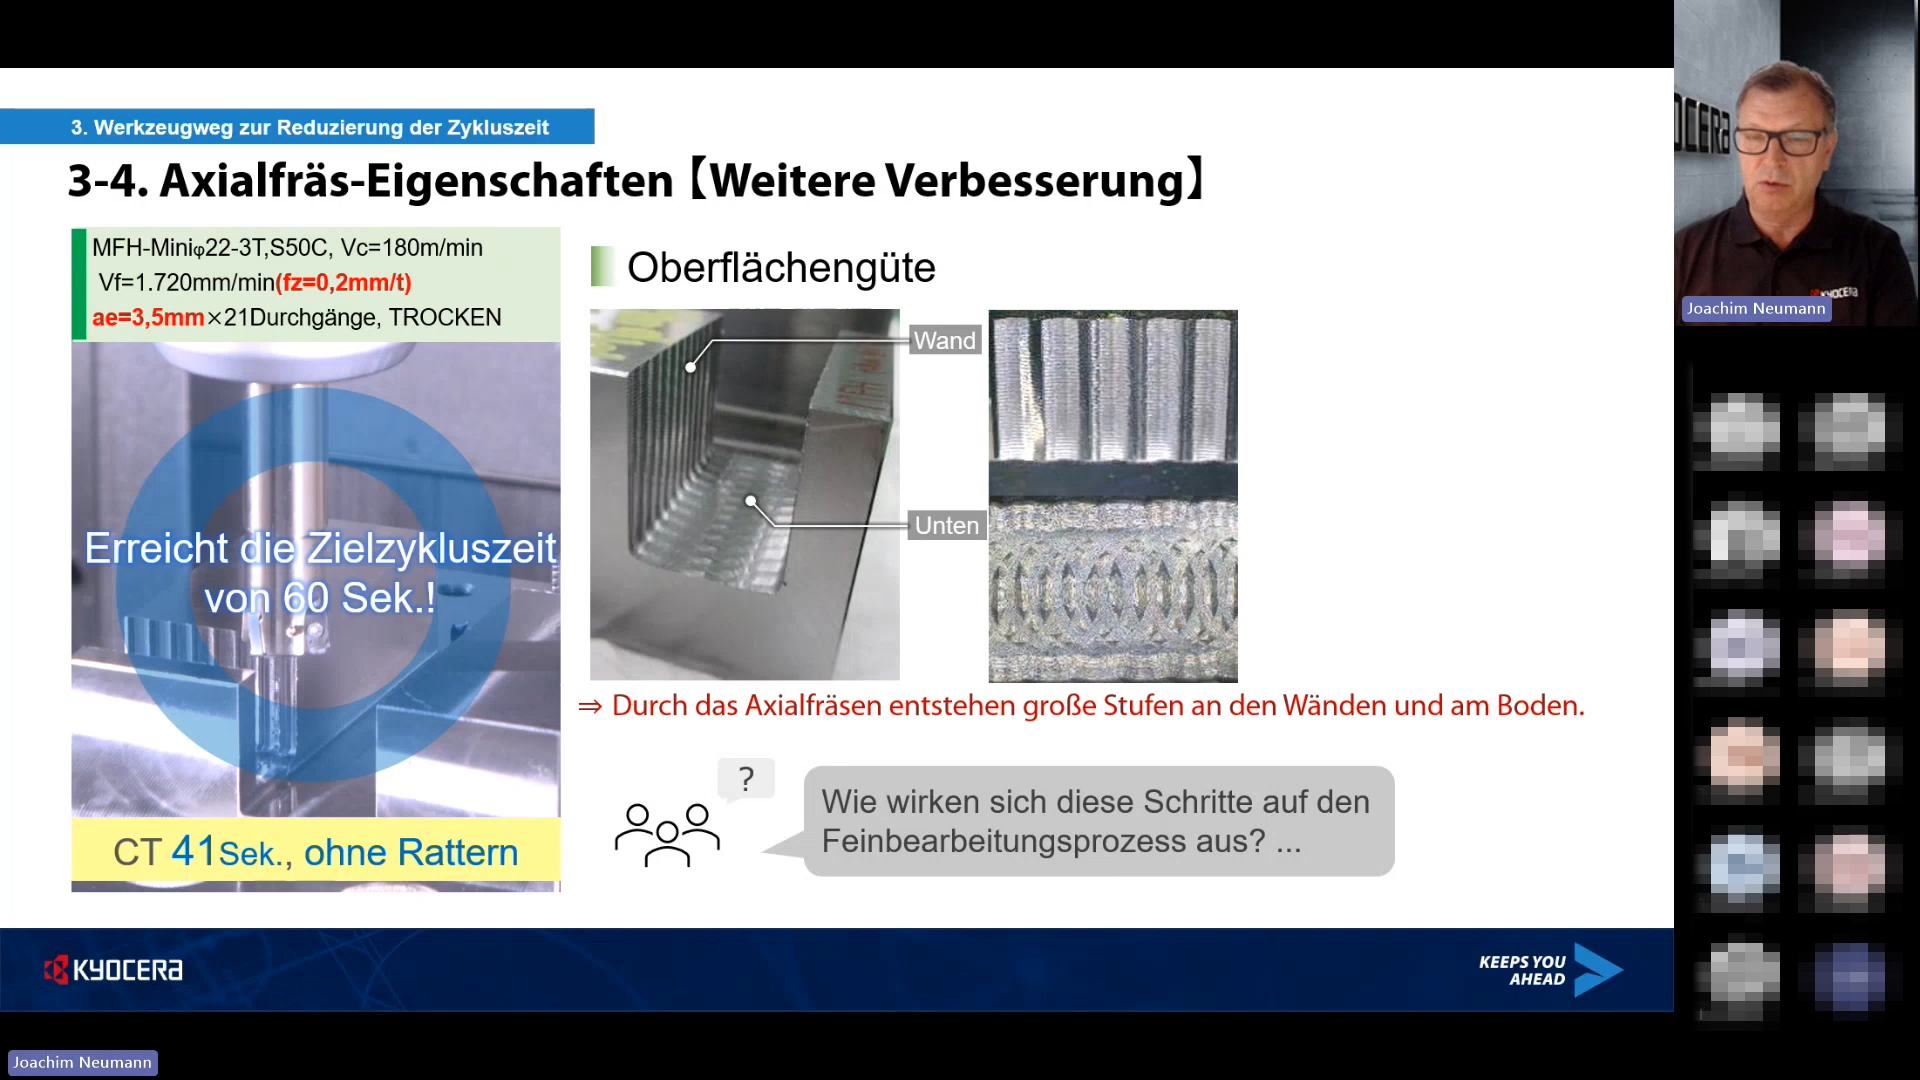 3. Werkzeugweg zur Reduzierung der Zykluszeit
3-4. Axialfräs-Eigenschaften【Weitere Verbesserung】
MFH-Miniφ22-3T,S50C, Vc=180m/min
Vf=1.720mm/min(fz=0,2mm/t)
ae=3,5mm×21Durchgänge, TROCKEN
Erreicht die Zielzykluszeit
von 60 Sek.!
CT 41Sek., ohne Rattern
Oberflächengüte
Wand
Unten
⇒ Durch das Axialfräsen entstehen große Stufen an den Wänden und am Boden.
?
Wie wirken sich diese Schritte auf den
Feinbearbeitungsprozess aus? ...
KYOCERA
KEEPS YOU
AHEAD
KYOCERA
Joachim Neumann
Joachim Neumann